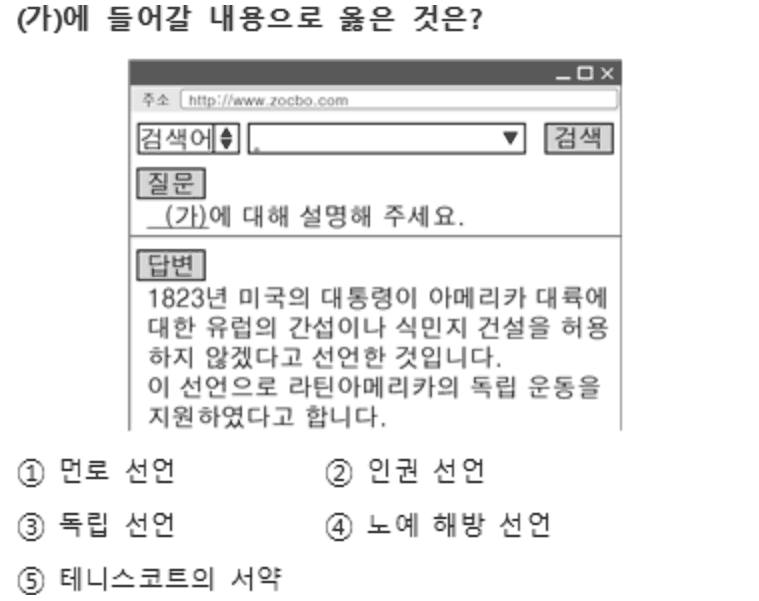 (가)에 들어갈 내용으로 옳은 것은?
주소 http://www.zocbo.com
검색어 검색
질문
(가)에 대해 설명해 주세요.
답변
1823년 미국의 대통령이 아메리카 대륙에
대한 유럽의 간섭이나 식민지 건설을 허용
하지 않겠다고 선언한 것입니다.
이 선언으로 라틴아메리카의 독립 운동을
지원하였다고 합니다.
① 먼로 선언 ② 인권 선언
③ 독립 선언 ④ 노예 해방 선언
⑤ 테니스코트의 서약